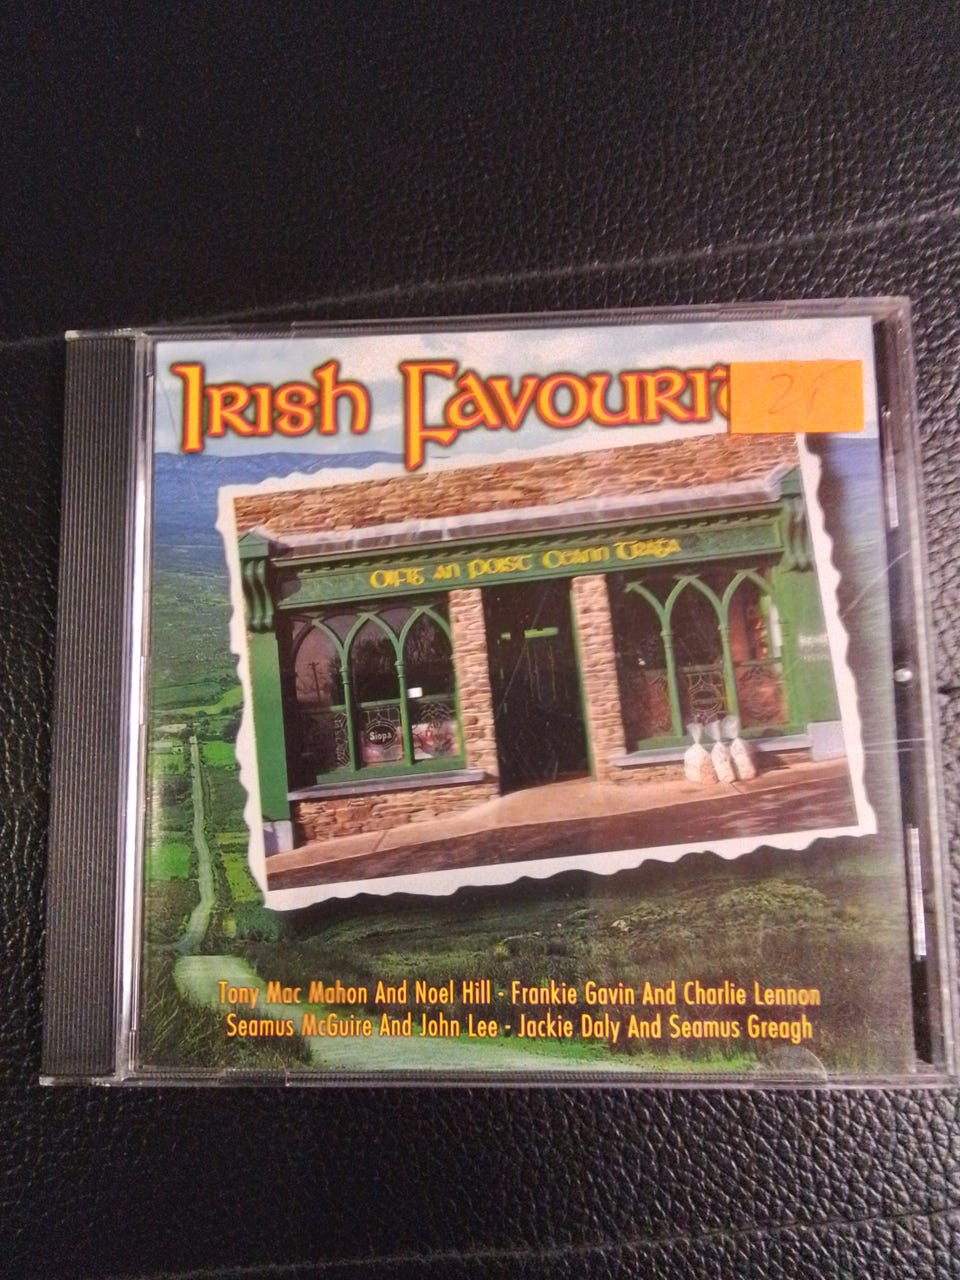 Irish Favourit
25
Oifig an Poist Ceann Trága
Siopa
Tony Mac Mahon And Noel Hill - Frankie Gavin And Charlie Lennon
Seamus McGuire And John Lee - Jackie Daly And Seamus Greagh